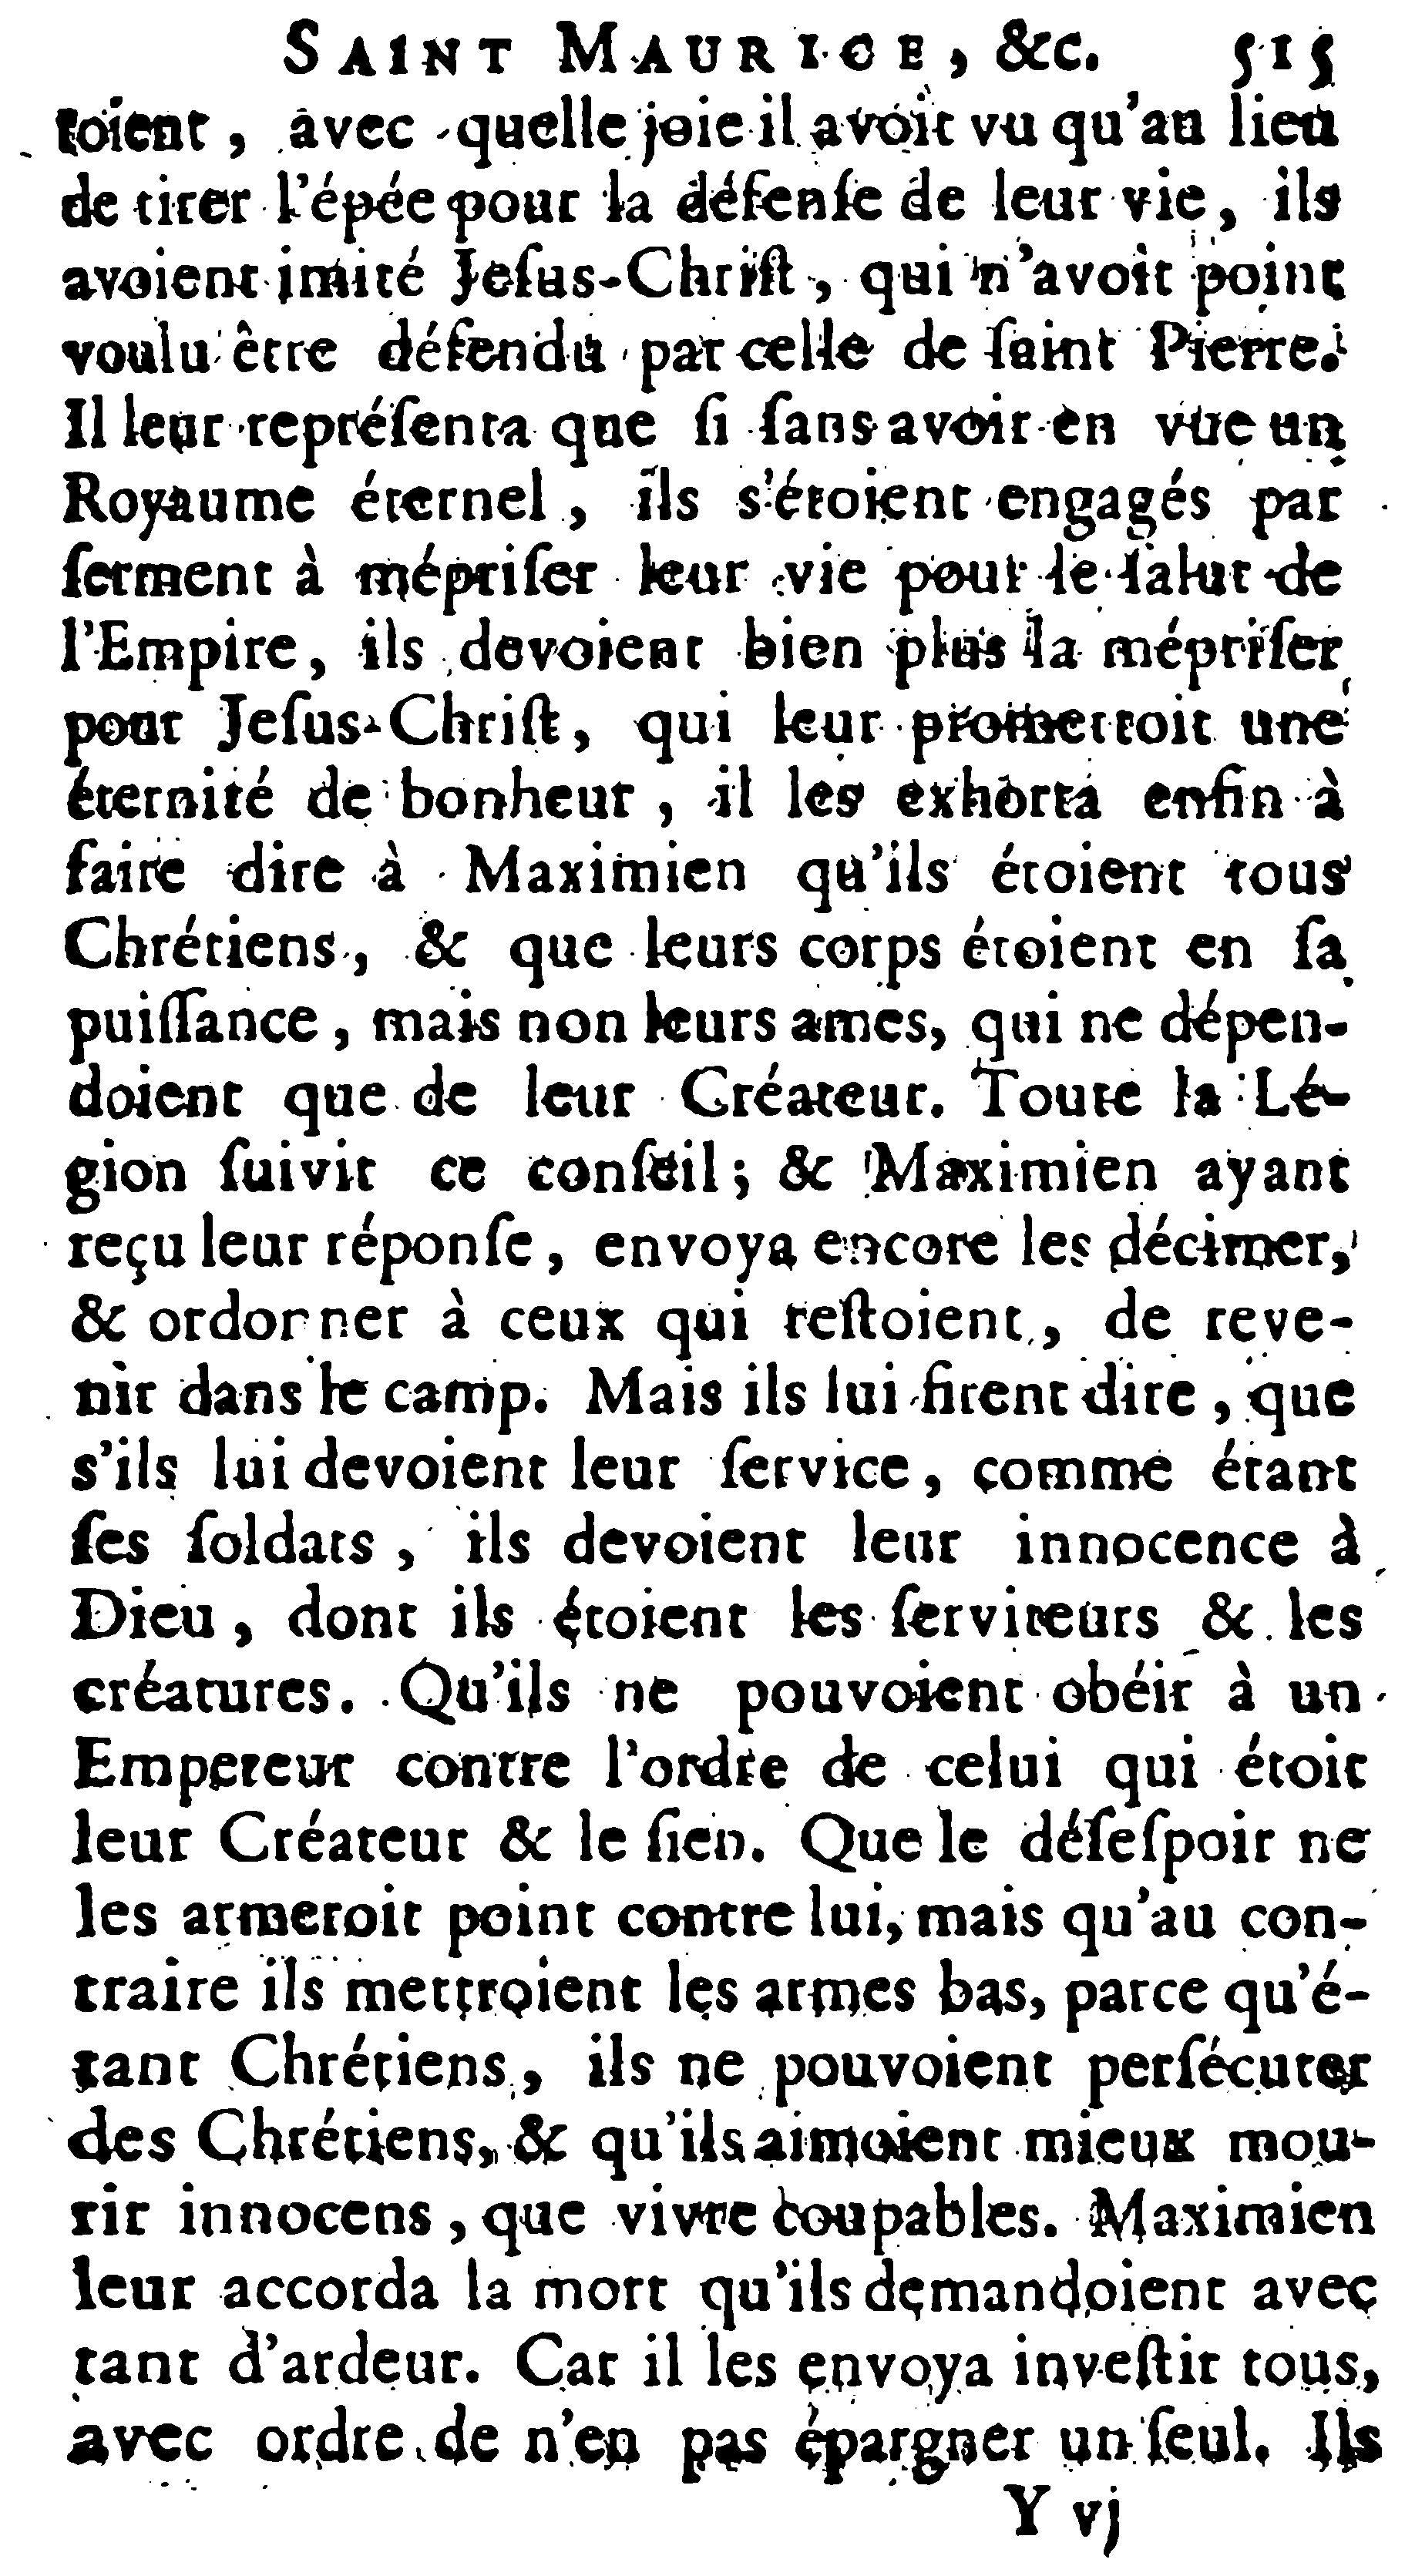 SAINT MAURICE, &c. 515
toient, avec quelle joie il avoit vu qu'au lieu
de tirer l'épée pour la défenſe de leur vie, ils
avoient imité Jeſus-Chriſt, qui n'avoit point
voulu être défendu par celle de ſaint Pierre.
Il leur repréſenta que ſi ſans avoir en vûe un
Royaume éternel, ils s'étoient engagés par
ſerment à mépriſer leur vie pour le ſalut de
l'Empire, ils devoient bien plus la mépriſer
pour Jeſus-Chriſt, qui leur promettoit une
éternité de bonheur, il les exhorta enfin à
faire dire à Maximien qu'ils étoient tous
Chrétiens, & que leurs corps étoient en ſa
puiſſance, mais non leurs ames, qui ne dépen-
doient que de leur Créateur. Toute la Lé-
gion ſuivit ce conſeil; & Maximien ayant
reçu leur réponſe, envoya encore les décimer,
& ordonner à ceux qui reſtoient, de reve-
nir dans le camp. Mais ils lui firent dire, que
s'ils lui devoient leur ſervice, comme étant
ſes ſoldats, ils devoient leur innocence à
Dieu, dont ils étoient les ſerviteurs & les
créatures. Qu'ils ne pouvoient obéir à un
Empereur contre l'ordre de celui qui étoit
leur Créateur & le ſien. Que le déſeſpoir ne
les armeroit point contre lui, mais qu'au con-
traire ils mettroient les armes bas, parce qu'é-
tant Chrétiens, ils ne pouvoient perſécuter
des Chrétiens, & qu'ils aimoient mieux mou-
rir innocens, que vivre coupables. Maximien
leur accorda la mort qu'ils demandoient avec
tant d'ardeur. Car il les envoya inveſtir tous,
avec ordre de n'en pas épargner un ſeul. Ils
Y vj